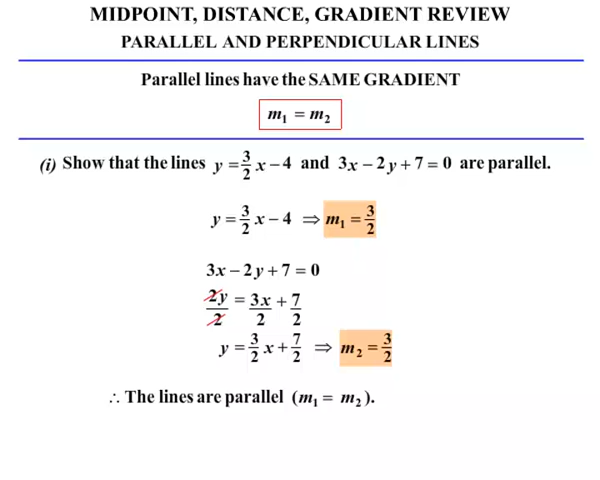 MIDPOINT, DISTANCE, GRADIENT REVIEW
PARALLEL AND PERPENDICULAR LINES
Parallel lines have the SAME GRADIENT
m₁ = m₂
(i) Show that the lines y = 3/2 x − 4 and 3x − 2y + 7 = 0 are parallel.
y = 3/2 x − 4 ⇒ m₁ = 3/2
3x − 2y + 7 = 0
2y/2 = 3x/2 + 7/2
y = 3/2 x + 7/2 ⇒ m₂ = 3/2
∴ The lines are parallel (m₁ = m₂).